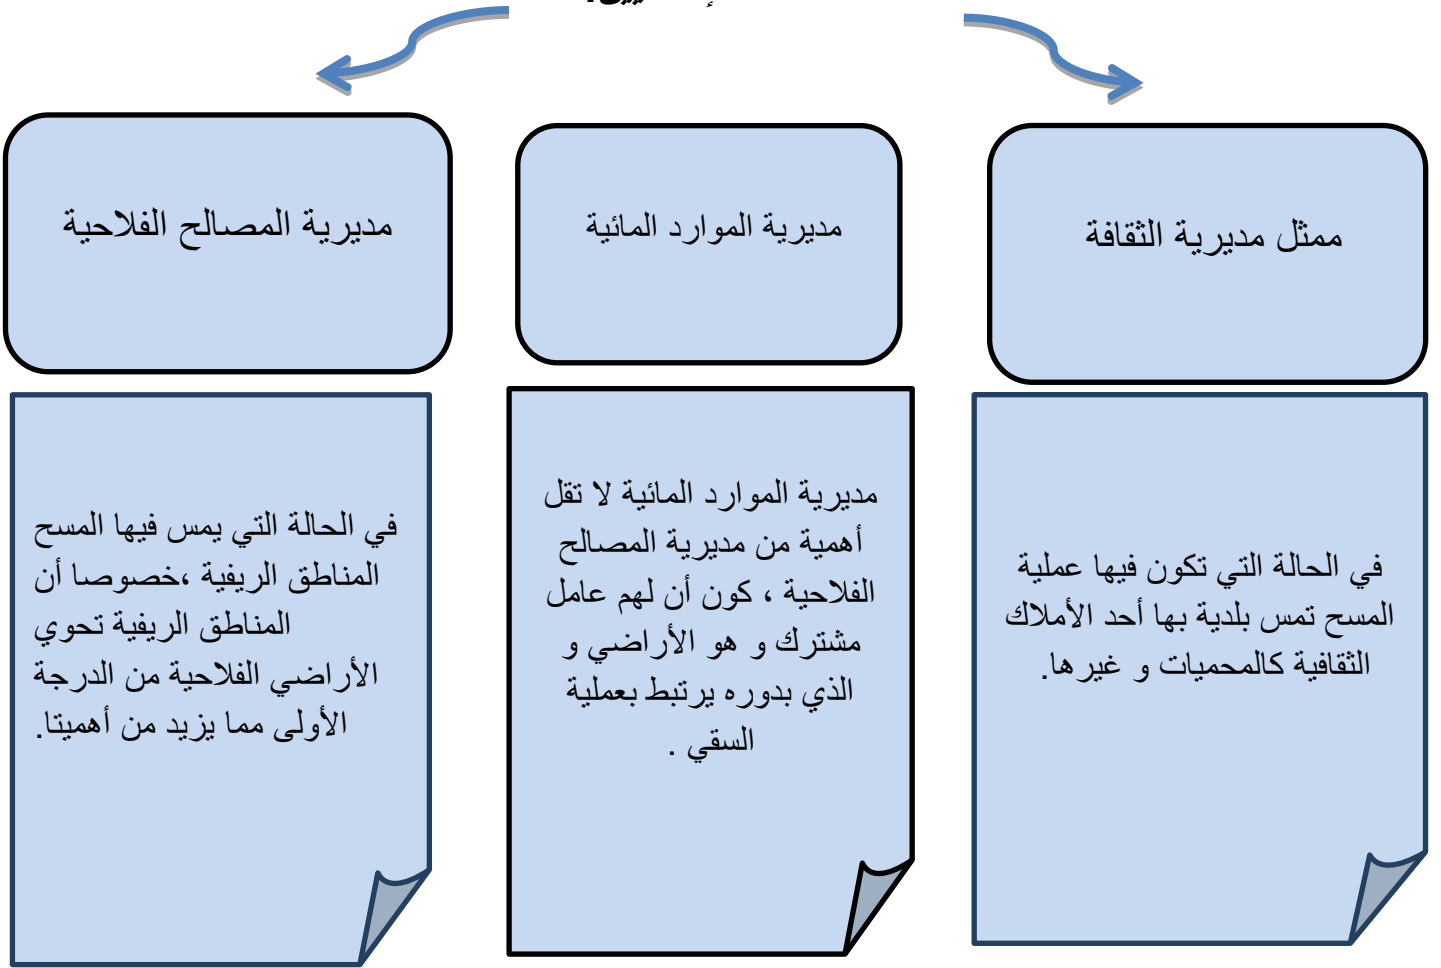 ممثل مديرية الثقافة
مديرية الموارد المائية
مديرية المصالح الفلاحية
في الحالة التي تكون فيها عملية
المسح تمس بلدية بها أحد الأملاك
الثقافية كالمحميات و غيرها.
مديرية الموارد المائية لا تقل
أهمية من مديرية المصالح
الفلاحية ، كون أن لهم عامل
مشترك و هو الأراضي و
الذي بدوره يرتبط بعملية
السقي .
في الحالة التي يمس فيها المسح
المناطق الريفية ،خصوصا أن
المناطق الريفية تحوي
الأراضي الفلاحية من الدرجة
الأولى مما يزيد من أهميتا.